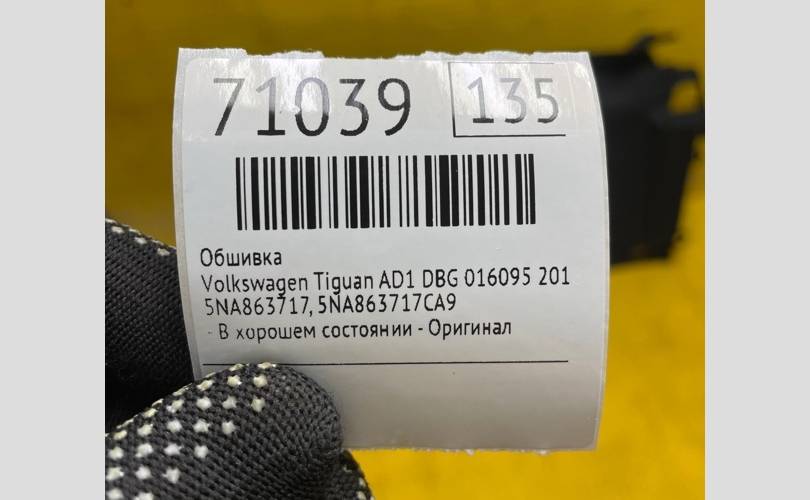 71039 135
Обшивка
Volkswagen Tiguan AD1 DBG 016095 201
5NA863717, 5NA863717CA9
- В хорошем состоянии - Оригинал